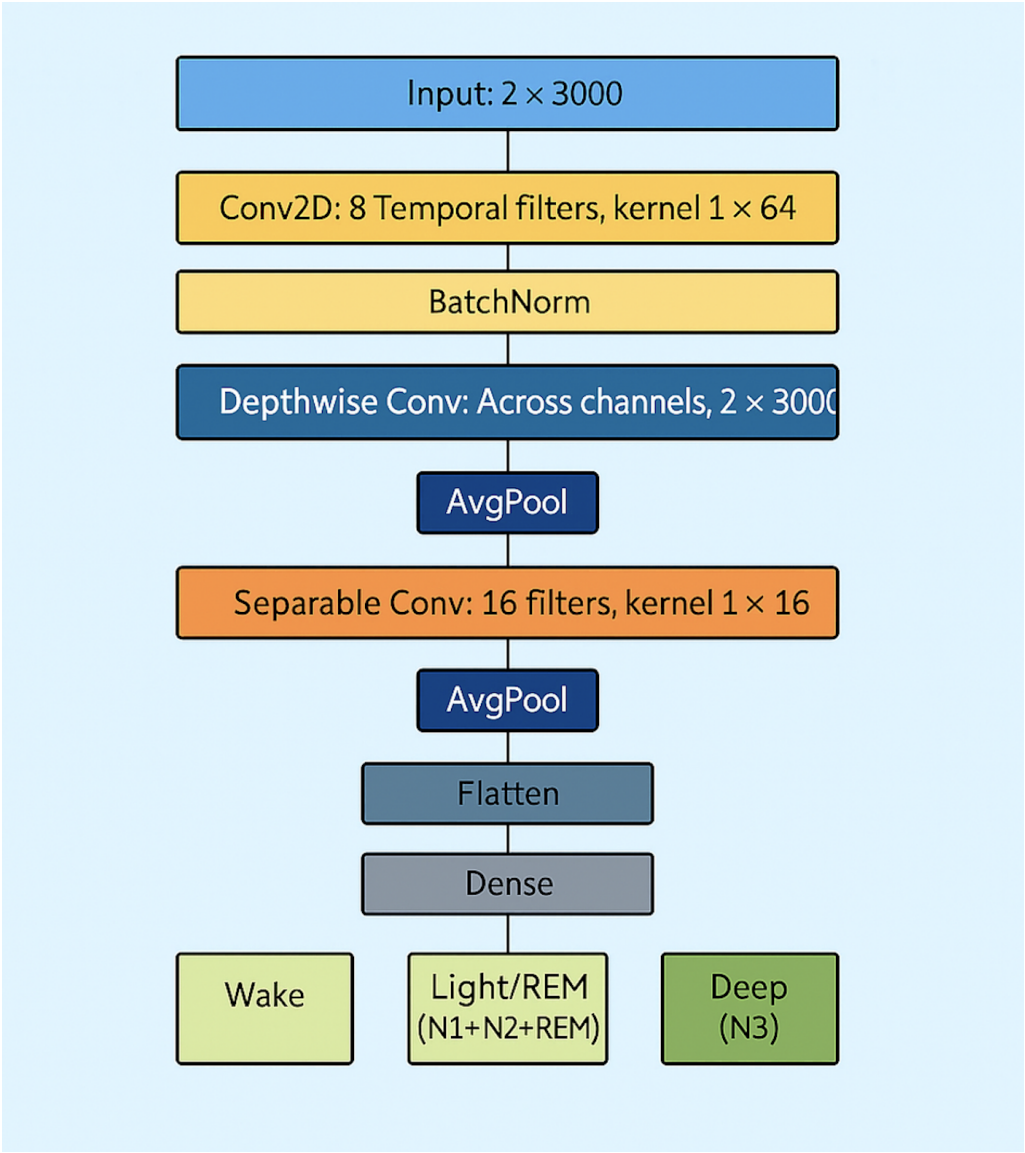 Input: 2 × 3000
Conv2D: 8 Temporal filters, kernel 1 × 64
BatchNorm
Depthwise Conv: Across channels, 2 × 3000
AvgPool
Separable Conv: 16 filters, kernel 1 × 16
AvgPool
Flatten
Dense
Wake
Light/REM
(N1+N2+REM)
Deep
(N3)